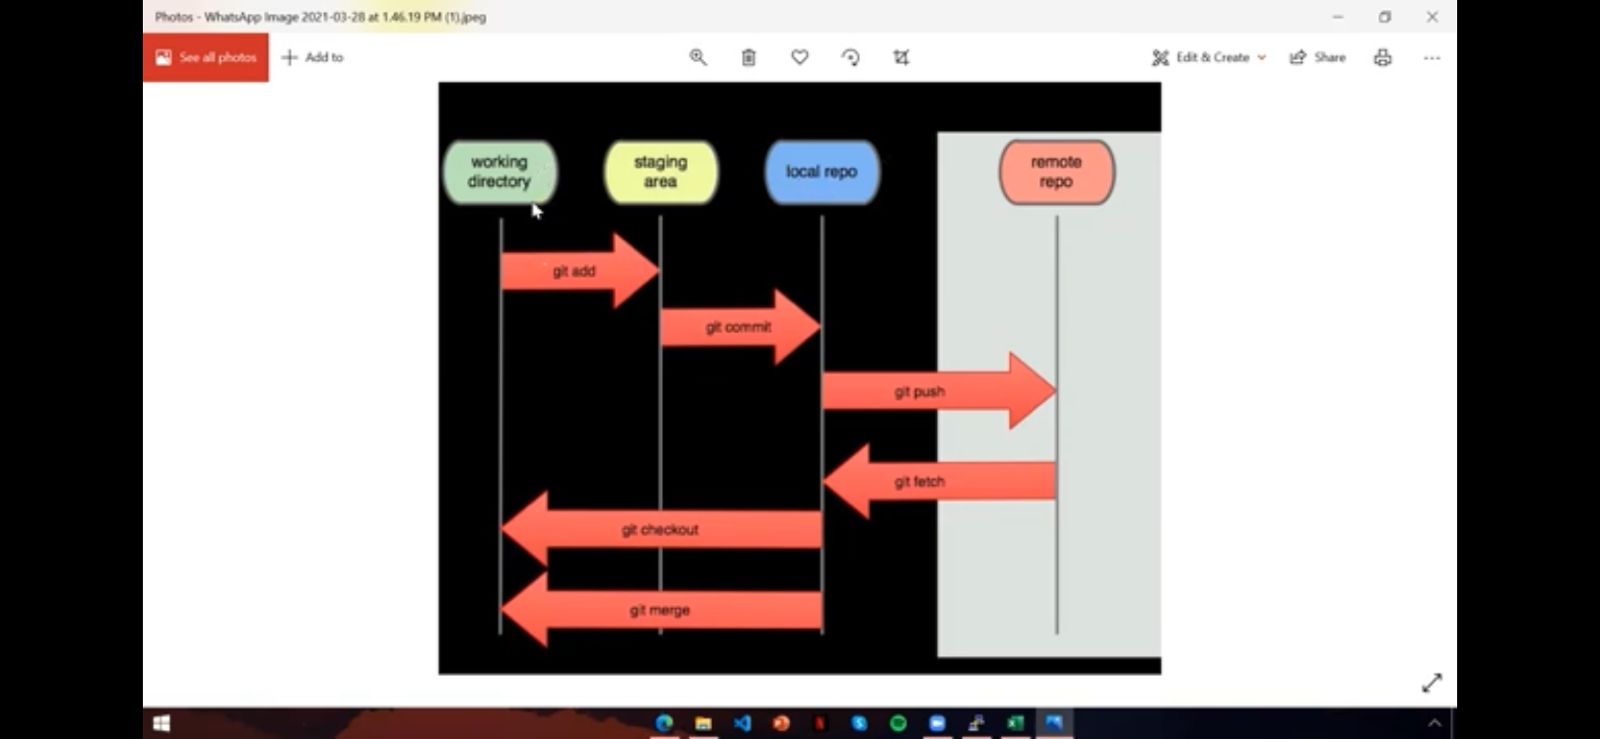 Photos - WhatsApp Image 2021-03-28 at 1.46.19 PM (1).jpeg
See all photos
Add to
Edit & Create
Share
working
directory
staging
area
local repo
remote
repo
git add
git commit
git push
git fetch
git checkout
git merge